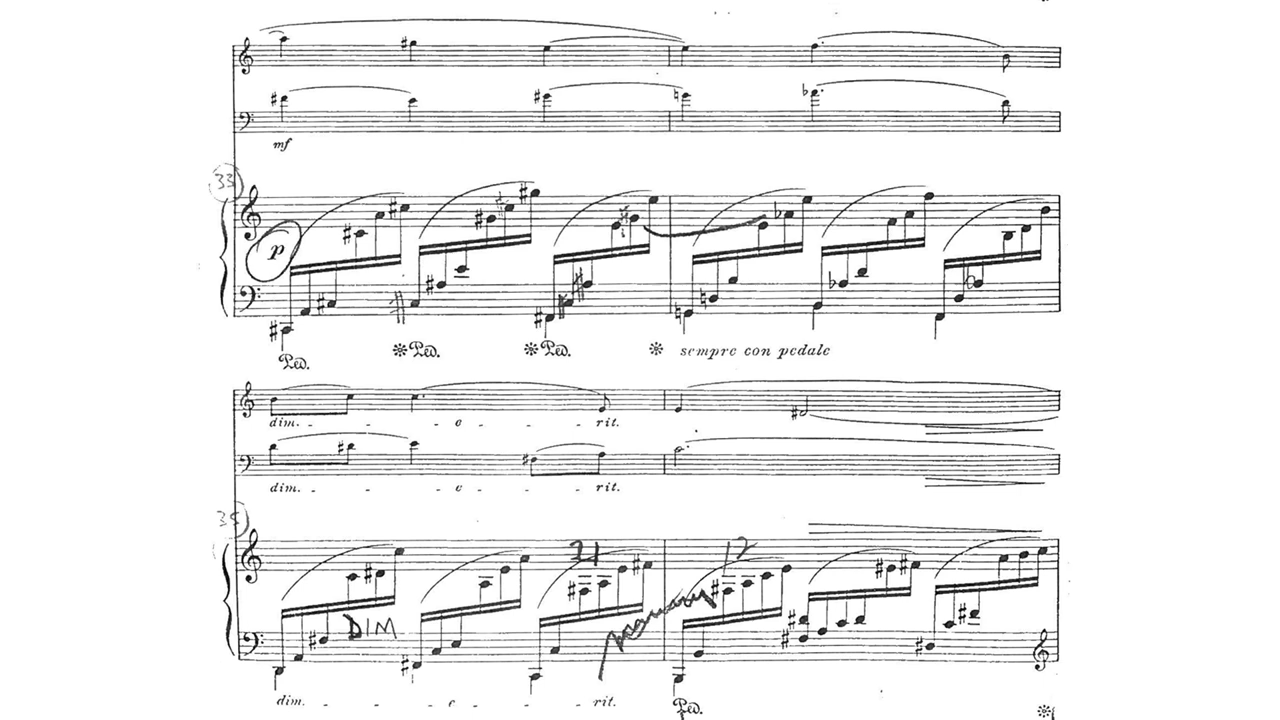 mf
33
p
Ped. Ped. Ped. sempre con pedale
dim. - - - e - - rit.
dim. - - - e - - rit.
35
21 12
DIM
dim. - - - e - - rit.
Ped.